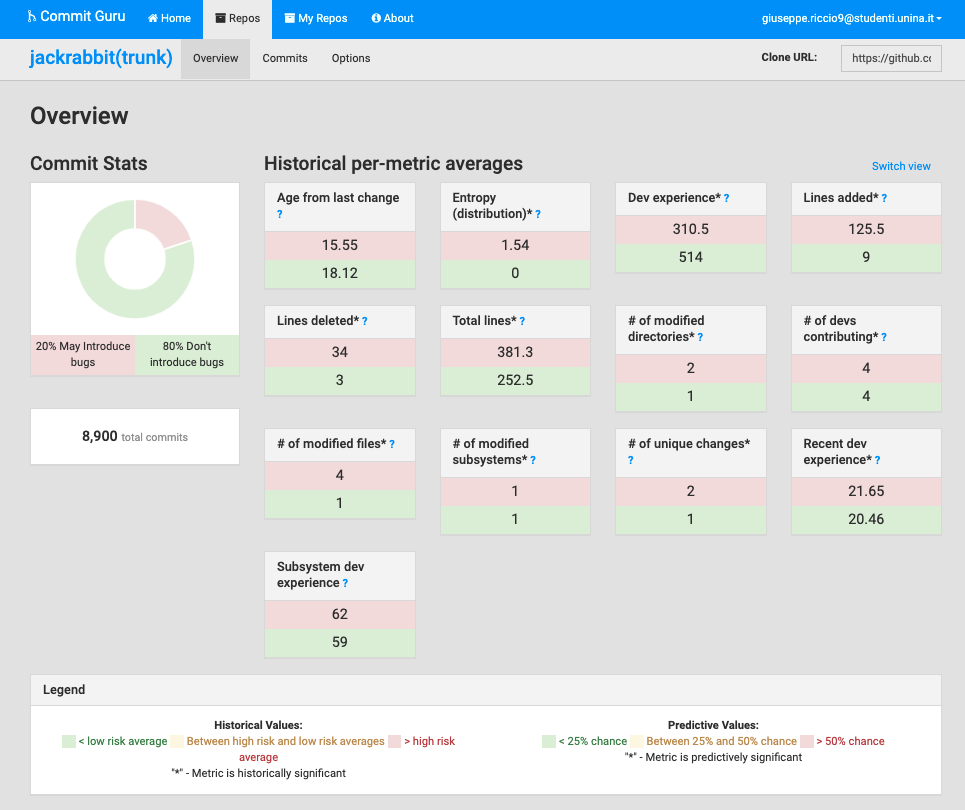 Commit Guru
Home
Repos
My Repos
About
giuseppe.riccio9@studenti.unina.it
jackrabbit(trunk)
Overview
Commits
Options
Clone URL:
https://github.cc
Overview
Commit Stats
20% May Introduce
bugs
80% Don't
introduce bugs
8,900 total commits
Historical per-metric averages
Switch view
Age from last change
?
15.55
18.12
Entropy
(distribution)* ?
1.54
0
Dev experience* ?
310.5
514
Lines added* ?
125.5
9
Lines deleted* ?
34
3
Total lines* ?
381.3
252.5
# of modified
directories* ?
2
1
# of devs
contributing* ?
4
4
# of modified files* ?
4
1
# of modified
subsystems* ?
1
1
# of unique changes*
?
2
1
Recent dev
experience* ?
21.65
20.46
Subsystem dev
experience ?
62
59
Legend
Historical Values:
< low risk average Between high risk and low risk averages > high risk
average
"*" - Metric is historically significant
Predictive Values:
< 25% chance Between 25% and 50% chance > 50% chance
"*" - Metric is predictively significant